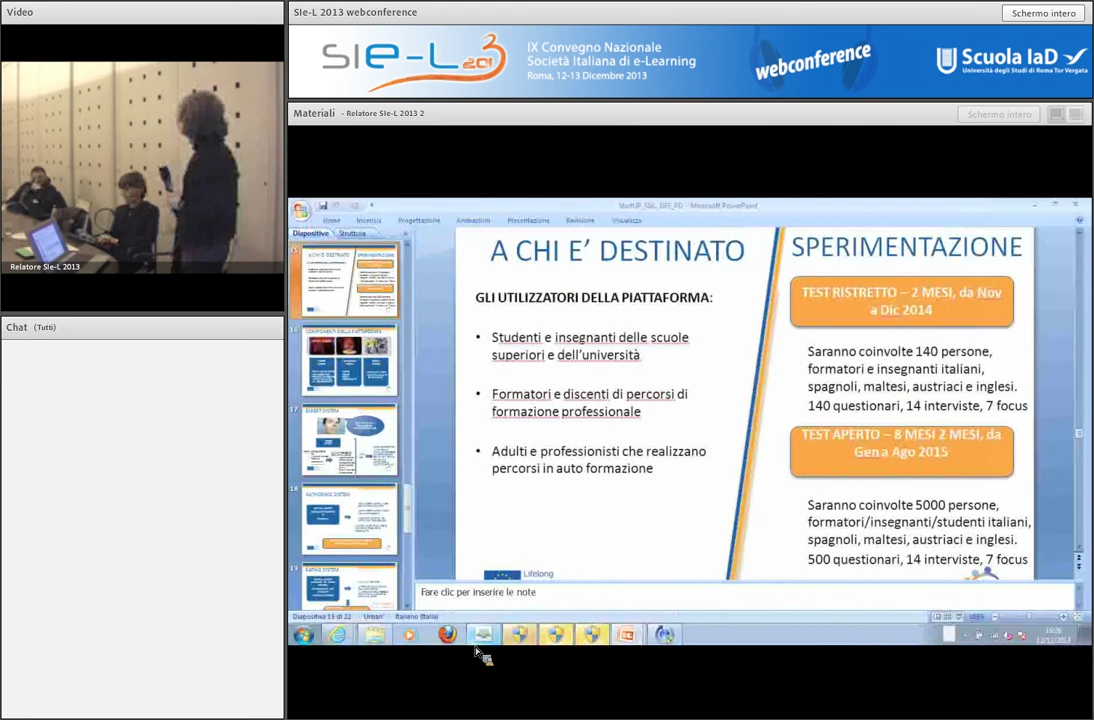 Video
SIe-L 2013 webconference
Schermo intero
SIe-L 2013
IX Convegno Nazionale
Società Italiana di e-Learning
Roma, 12-13 Dicembre 2013
webconference
Scuola IaD
Università degli Studi di Roma Tor Vergata
Materiali - Relatore SIe-L 2013 2
Schermo intero
Relatore SIe-L 2013
Chat (Tutti)
Microsoft PowerPoint
Home Inserisci Progettazione Animazioni Presentazione Revisione Visualizza
Diapositive Struttura
A CHI E’ DESTINATO
GLI UTILIZZATORI DELLA PIATTAFORMA:
• Studenti e insegnanti delle scuole
superiori e dell’università
• Formatori e discenti di percorsi di
formazione professionale
• Adulti e professionisti che realizzano
percorsi in auto formazione
SPERIMENTAZIONE
TEST RISTRETTO – 2 MESI, da Nov
a Dic 2014
Saranno coinvolte 140 persone,
formatori e insegnanti italiani,
spagnoli, maltesi, austriaci e inglesi.
140 questionari, 14 interviste, 7 focus
TEST APERTO – 8 MESI 2 MESI, da
Gen a Ago 2015
Saranno coinvolte 5000 persone,
formatori/insegnanti/studenti italiani,
spagnoli, maltesi, austriaci e inglesi.
500 questionari, 14 interviste, 7 focus
Lifelong
16
17
18
19
Fare clic per inserire le note
Diapositiva 15 di 22 Italiano (Italia)
103%